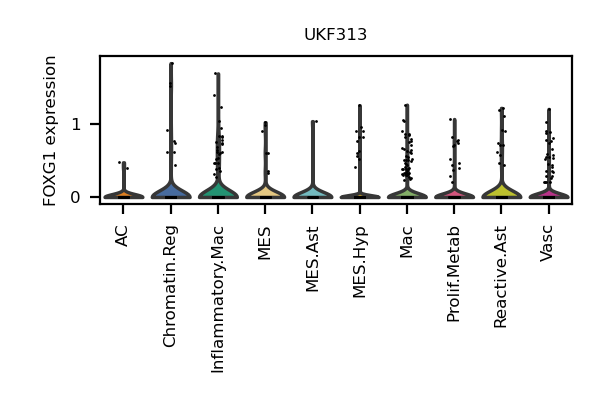 UKF313
FOXG1 expression
1
0
AC
Chromatin.Reg
Inflammatory.Mac
MES
MES.Ast
MES.Hyp
Mac
Prolif.Metab
Reactive.Ast
Vasc